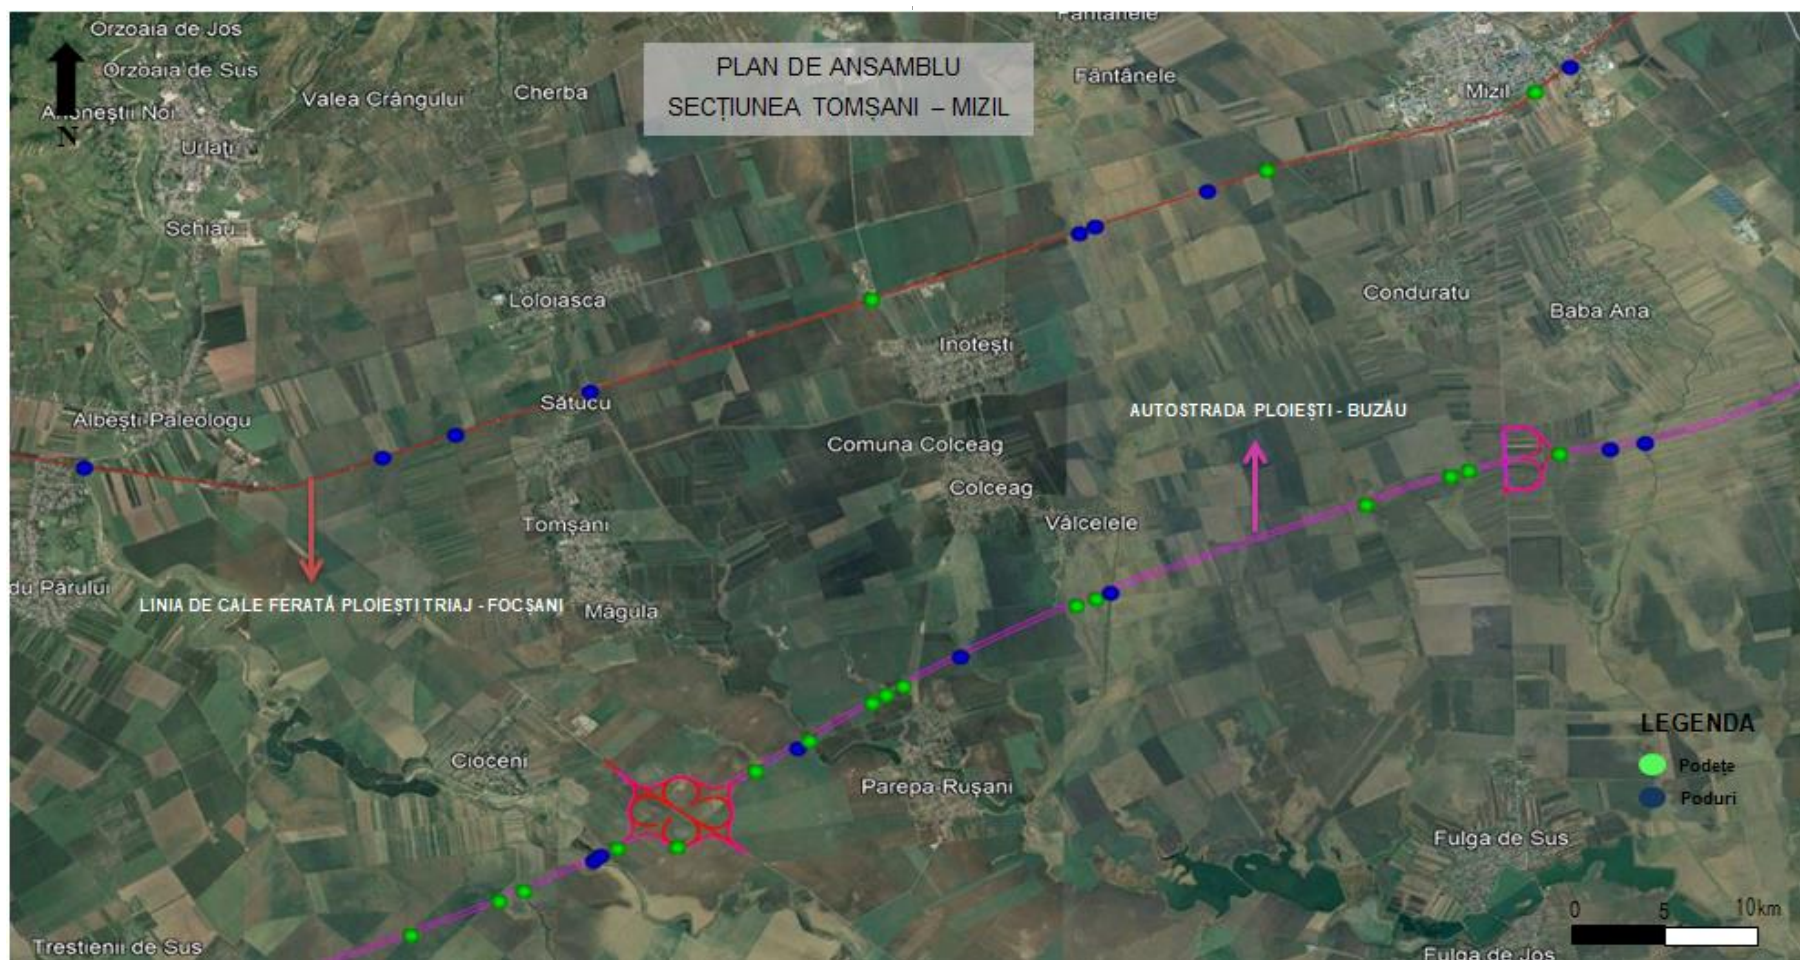 Orzoaia de Jos
Fântânele
Orzoaia de Sus
PLAN DE ANSAMBLU
SECȚIUNEA TOMȘANI – MIZIL
Fântânele
Valea Crângului
Cherba
Mizil
N
Urlați
Schiau
Loloiasca
Conduratu
Baba Ana
Inotești
Sătucu
Albești-Paleologu
AUTOSTRADA PLOIEȘTI - BUZĂU
Comuna Colceag
Colceag
Vâlcelele
Tomșani
du Părului
LINIA DE CALE FERATĂ PLOIEȘTI TRIAJ - FOCȘANI
Măgula
LEGENDA
Podețe
Poduri
Cioceni
Parepa-Rușani
Fulga de Sus
0 5 10km
Trestienii de Sus
Fulga de Jos